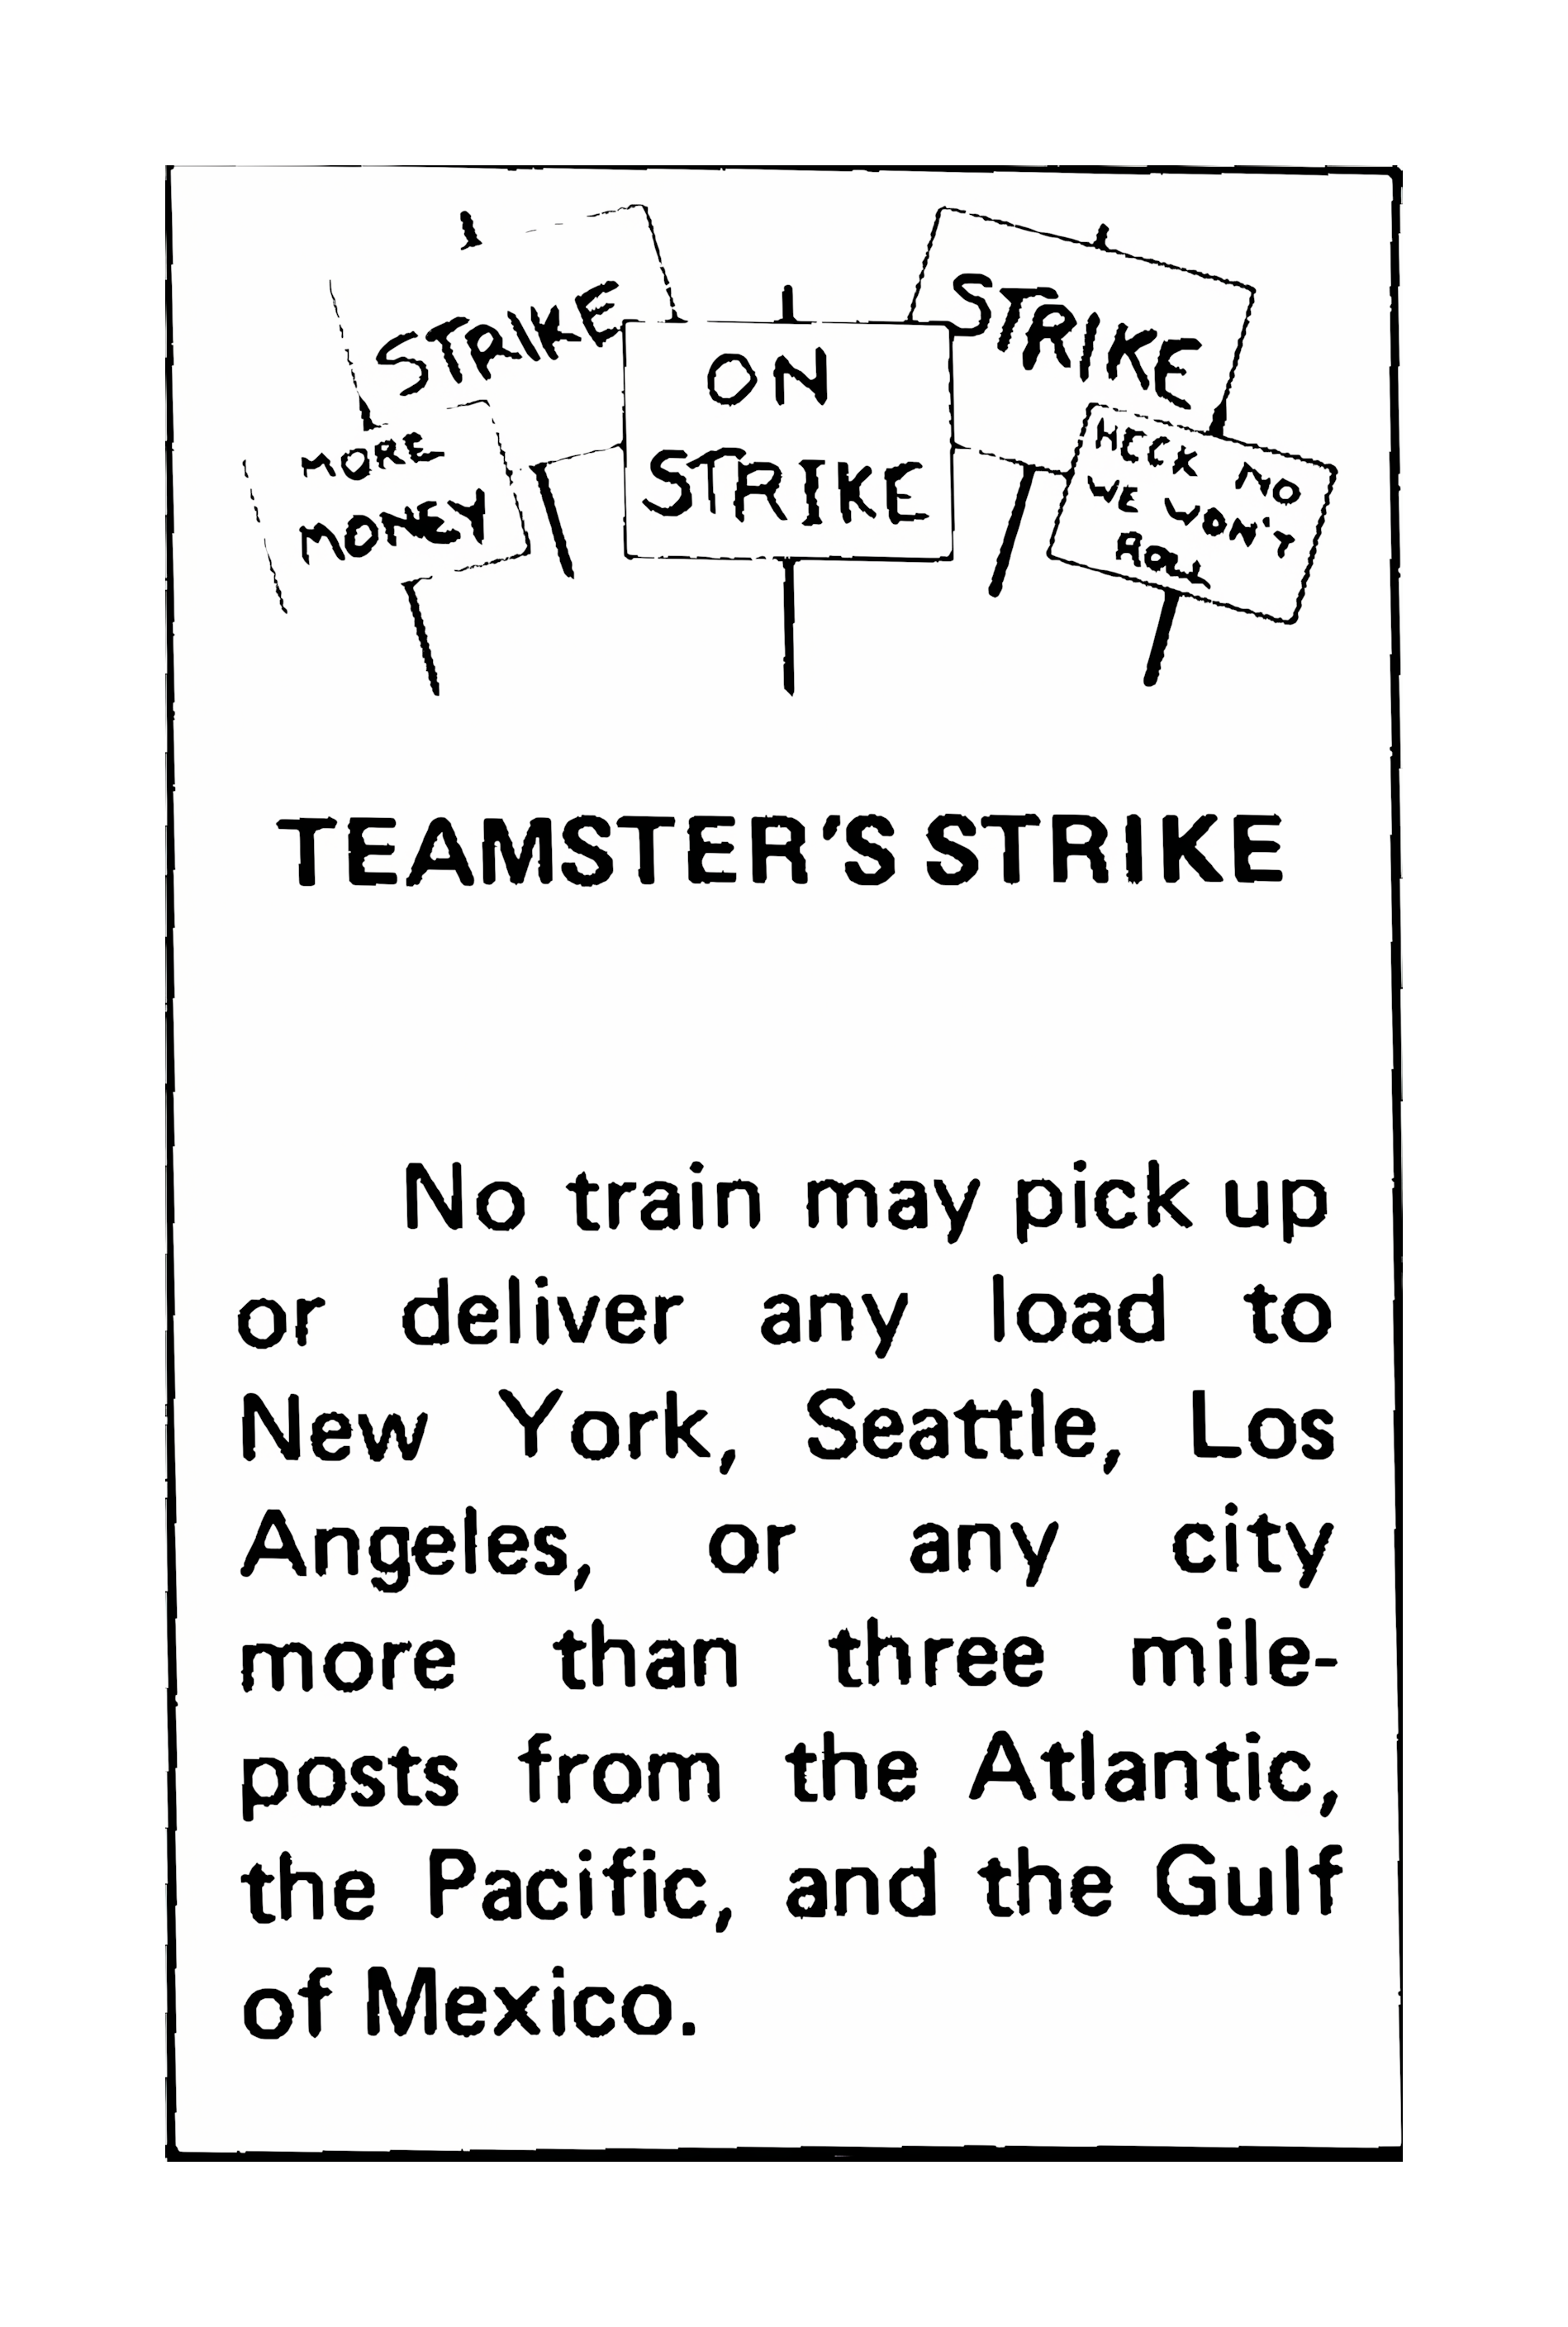 STRIKE
STRIKE
ON
STRIKE
MORE
MONEY
HECK NO
WE WON'T
ROLL
TEAMSTER'S STRIKE
No train may pick up
or deliver any load to
New York, Seattle, Los
Angeles, or any city
more than three mile-
posts from the Atlantic,
the Pacific, and the Gulf
of Mexico.